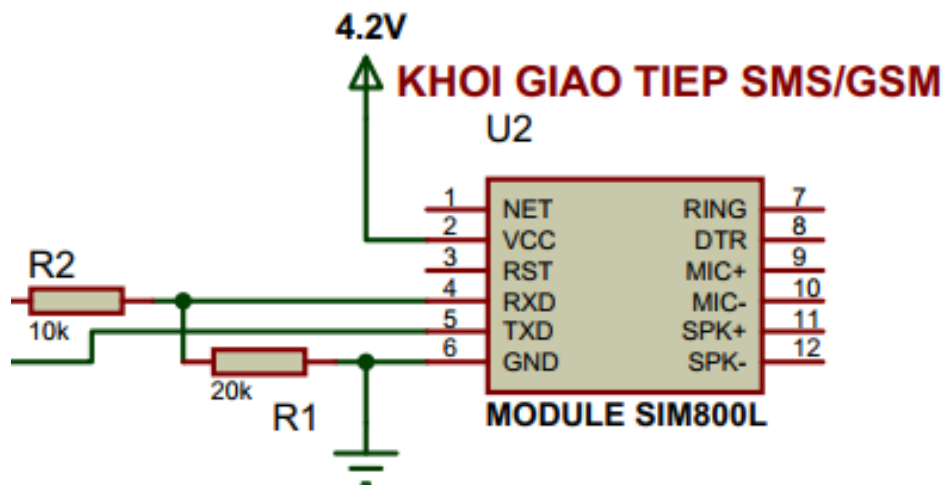 4.2V
KHOI GIAO TIEP SMS/GSM
U2
1 NET RING 7
2 VCC DTR 8
3 RST MIC+ 9
R2
4 RXD MIC- 10
10k
5 TXD SPK+ 11
6 GND SPK- 12
20k
R1
MODULE SIM800L